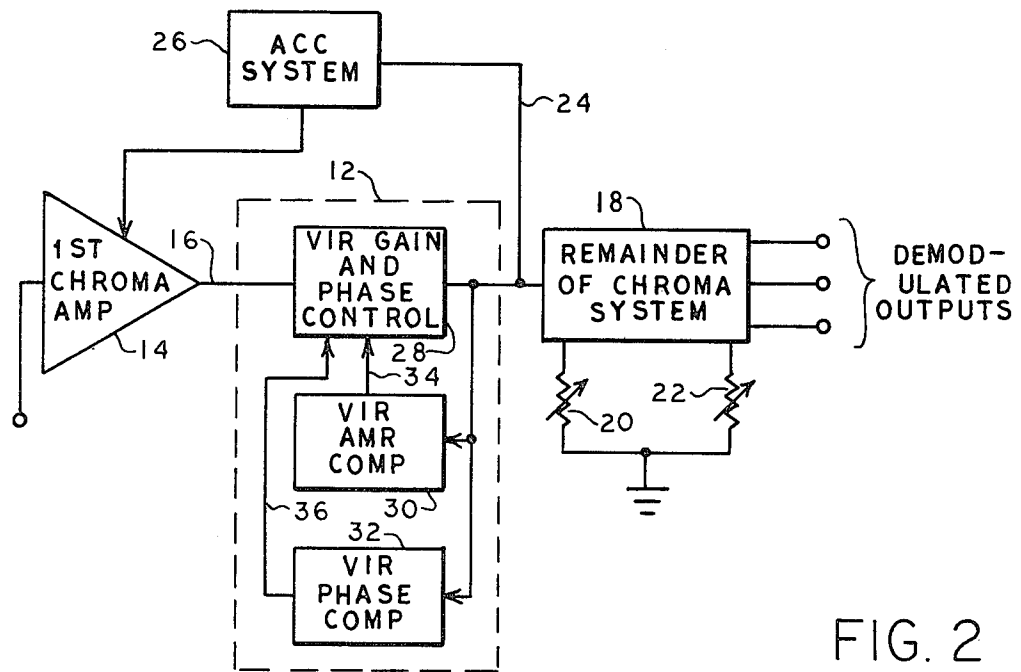 26
ACC
SYSTEM
24
12
18
1ST
CHROMA
AMP
14
16
VIR GAIN
AND
PHASE
CONTROL
28
REMAINDER
OF CHROMA
SYSTEM
DEMOD-
ULATED
OUTPUTS
34
20
22
VIR
AMR
COMP
30
36
32
VIR
PHASE
COMP
FIG. 2